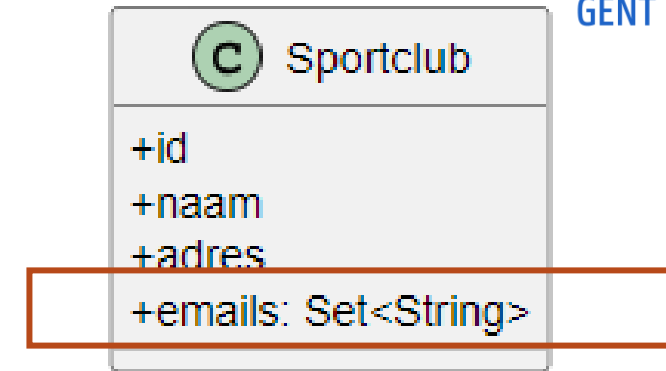 GENT
C Sportclub
+id
+naam
+adres
+emails: Set<String>